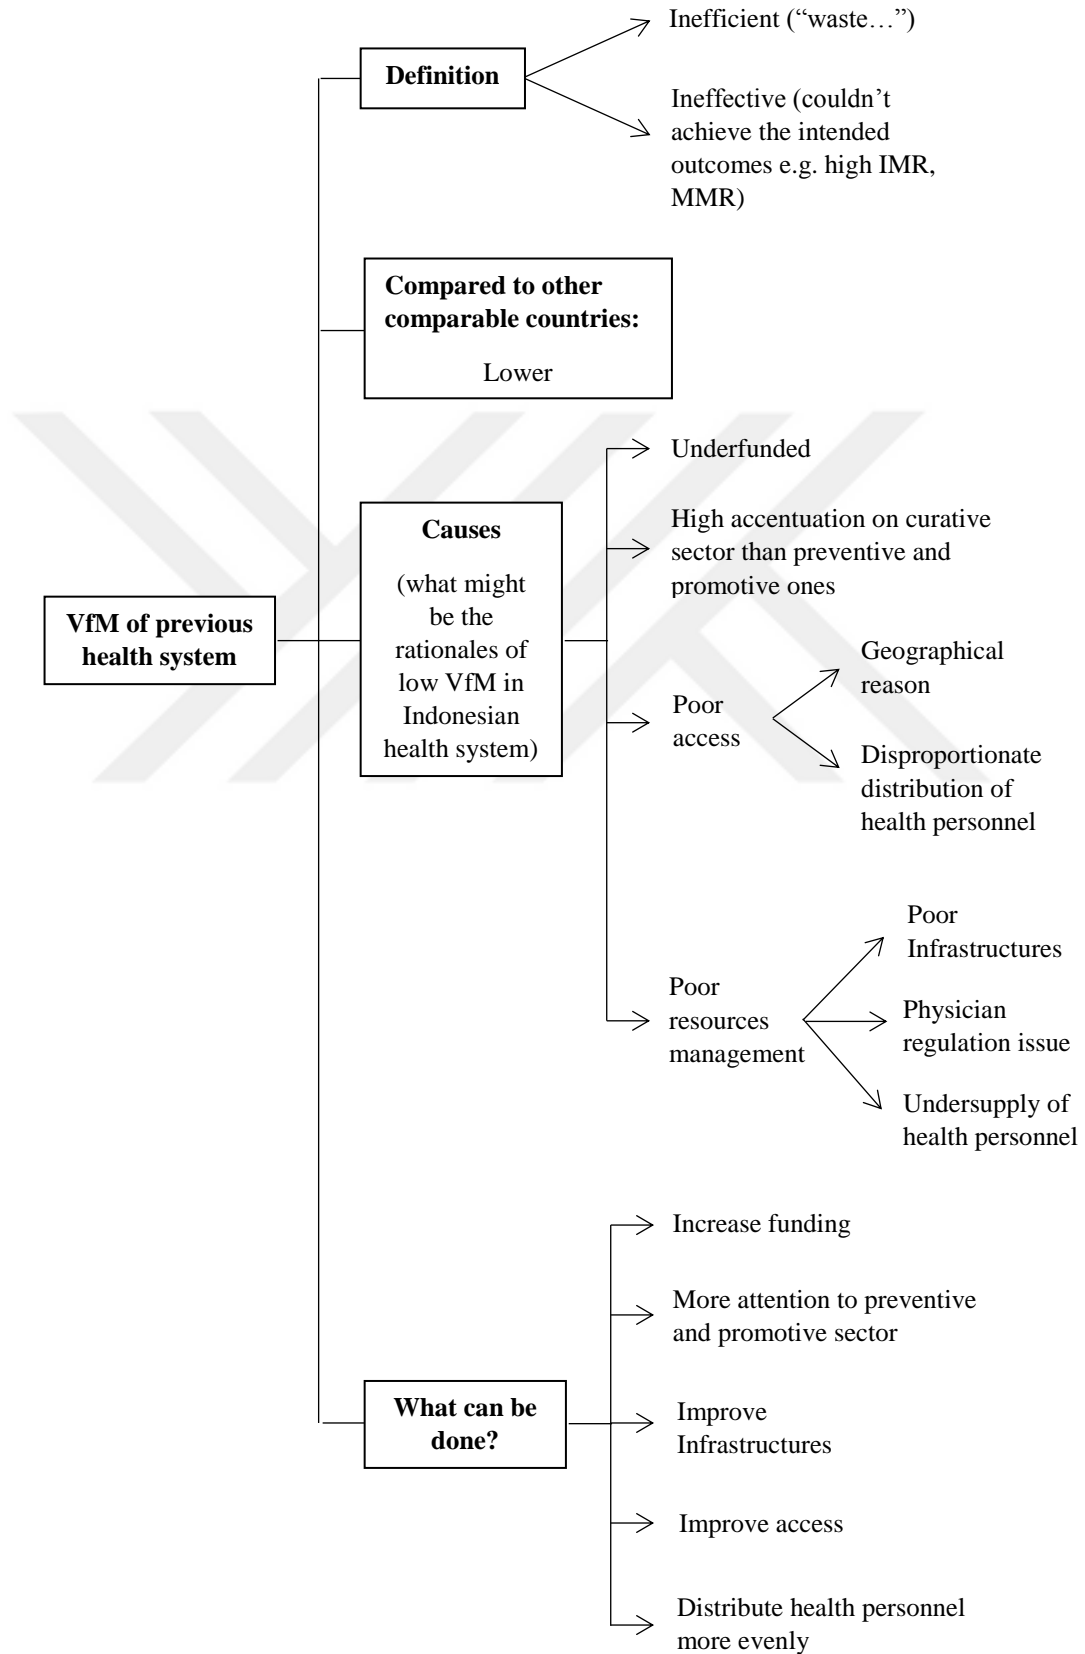 Inefficient (“waste…”)
Definition
Ineffective (couldn’t
achieve the intended
outcomes e.g. high IMR,
MMR)
Compared to other
comparable countries:
Lower
Underfunded
Causes
(what might
be the
rationales of
low VfM in
Indonesian
health system)
High accentuation on curative
sector than preventive and
promotive ones
VfM of previous
health system
Poor
access
Geographical
reason
Disproportionate
distribution of
health personnel
Poor
resources
management
Poor
Infrastructures
Physician
regulation issue
Undersupply of
health personnel
Increase funding
More attention to preventive
and promotive sector
What can be
done?
Improve
Infrastructures
Improve access
Distribute health personnel
more evenly